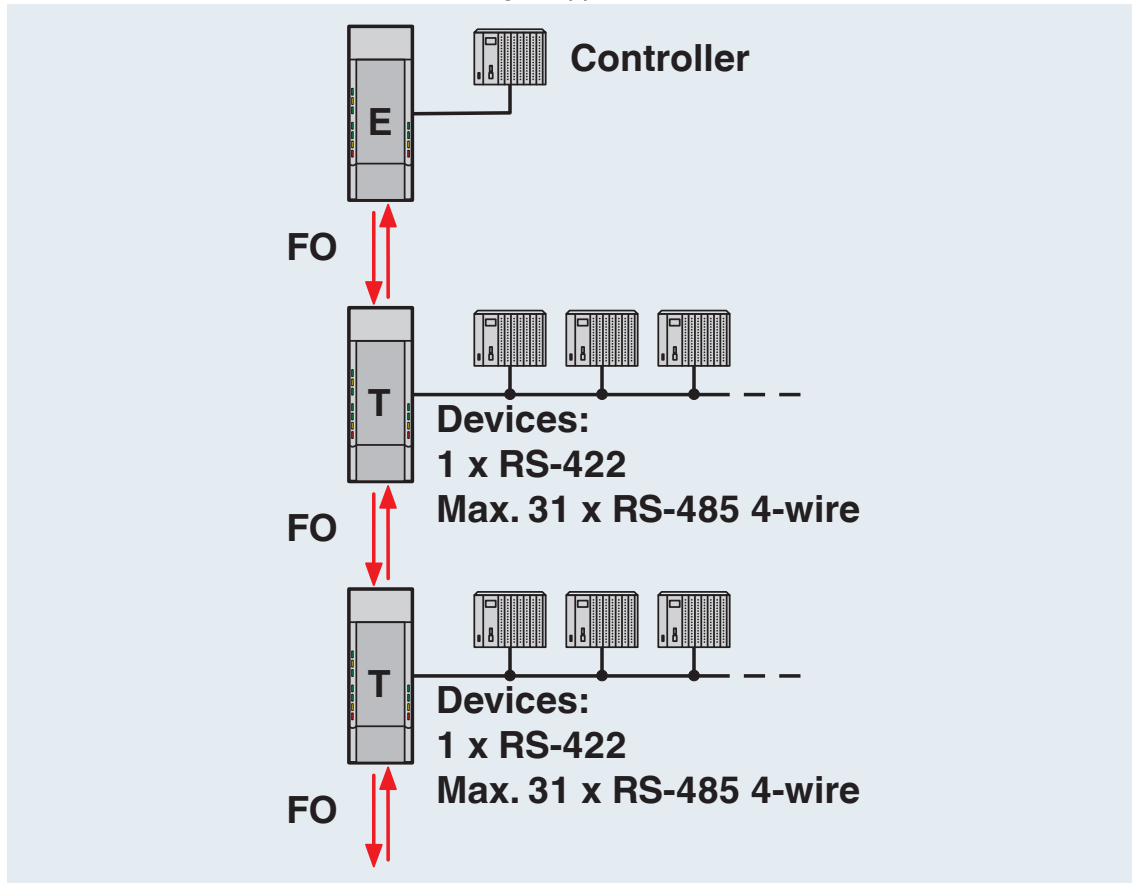 Controller
E
FO
T
Devices:
1 x RS-422
Max. 31 x RS-485 4-wire
FO
T
Devices:
1 x RS-422
Max. 31 x RS-485 4-wire
FO